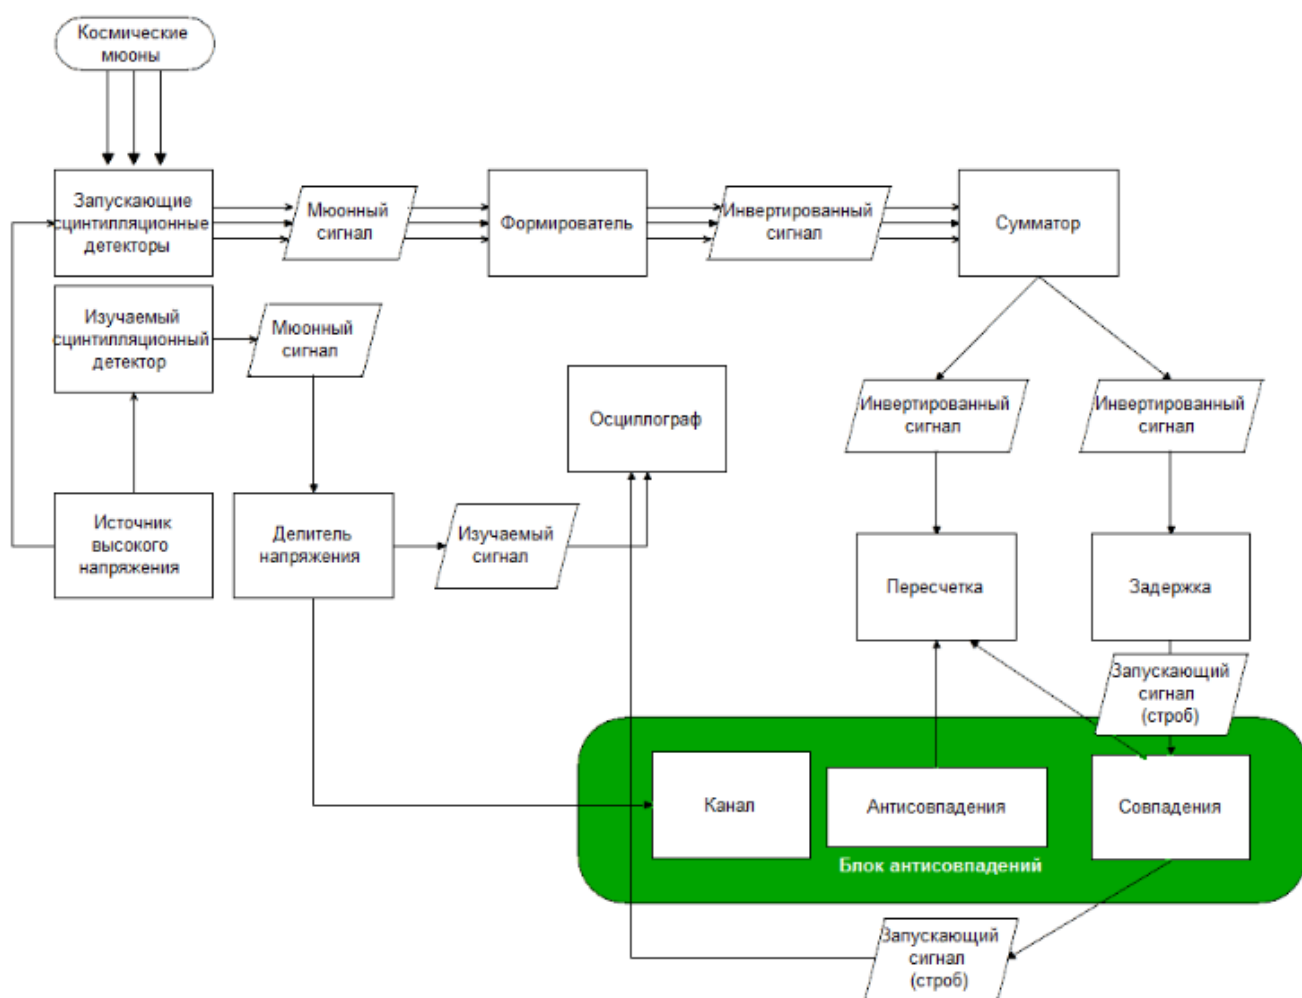 Космические
мюоны
Запускающие
сцинтилляционные
детекторы
Мюонный
сигнал
Формирователь
Инвертированный
сигнал
Сумматор
Изучаемый
сцинтилляционный
детектор
Мюонный
сигнал
Осциллограф
Инвертированный
сигнал
Инвертированный
сигнал
Источник
высокого
напряжения
Делитель
напряжения
Изучаемый
сигнал
Пересчетка
Задержка
Запускающий
сигнал
(строб)
Канал
Антисовпадения
Совпадения
Блок антисовпадений
Запускающий
сигнал
(строб)